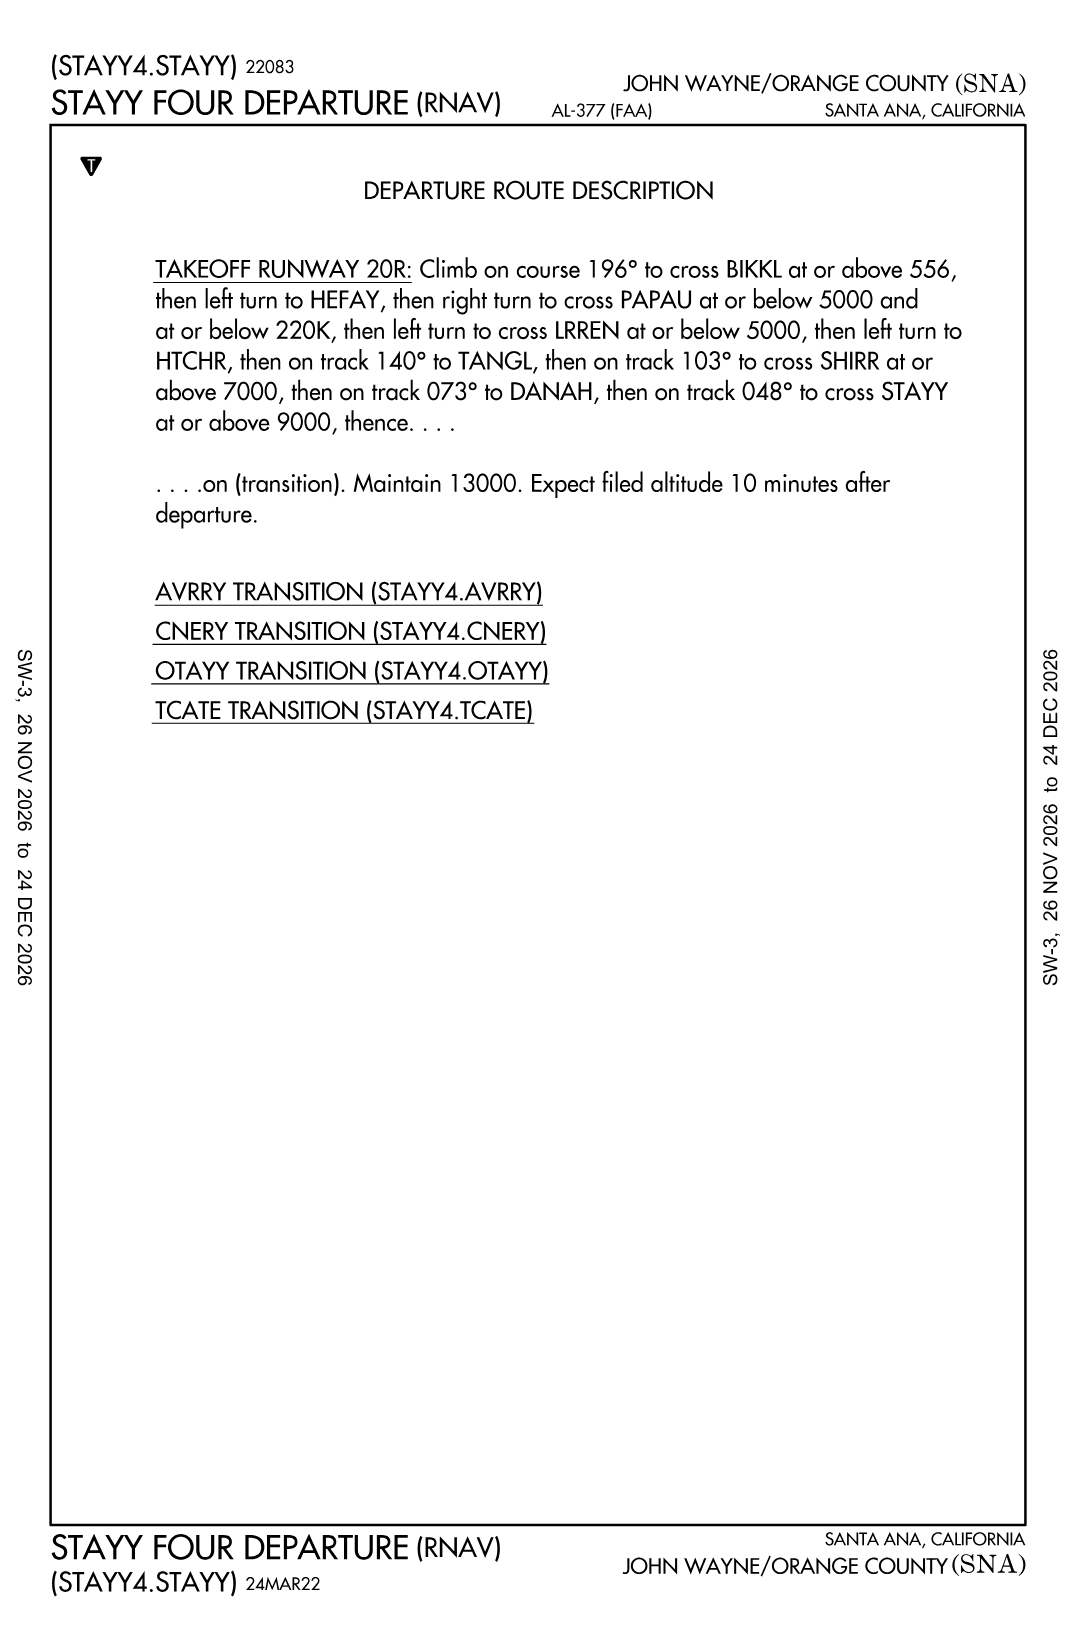 (STAYY4.STAYY) 22083
STAYY FOUR DEPARTURE (RNAV)
AL-377 (FAA)
JOHN WAYNE/ORANGE COUNTY (SNA)
SANTA ANA, CALIFORNIA
T
DEPARTURE ROUTE DESCRIPTION
TAKEOFF RUNWAY 20R: Climb on course 196° to cross BIKKL at or above 556,
then left turn to HEFAY, then right turn to cross PAPAU at or below 5000 and
at or below 220K, then left turn to cross LRREN at or below 5000, then left turn to
HTCHR, then on track 140° to TANGL, then on track 103° to cross SHIRR at or
above 7000, then on track 073° to DANAH, then on track 048° to cross STAYY
at or above 9000, thence. . . .
. . . .on (transition). Maintain 13000. Expect filed altitude 10 minutes after
departure.
AVRRY TRANSITION (STAYY4.AVRRY)
CNERY TRANSITION (STAYY4.CNERY)
OTAYY TRANSITION (STAYY4.OTAYY)
TCATE TRANSITION (STAYY4.TCATE)
SW-3, 26 NOV 2026 to 24 DEC 2026
SW-3, 26 NOV 2026 to 24 DEC 2026
STAYY FOUR DEPARTURE (RNAV)
(STAYY4.STAYY) 24MAR22
SANTA ANA, CALIFORNIA
JOHN WAYNE/ORANGE COUNTY (SNA)